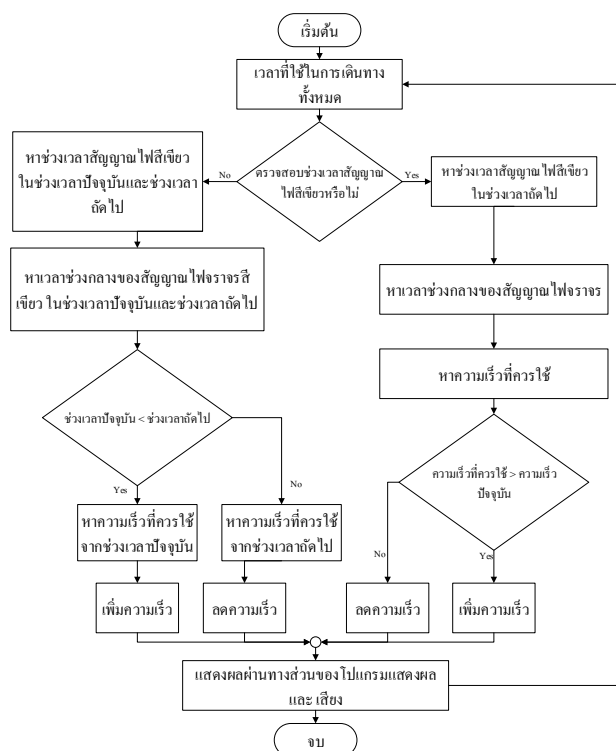 เริ่มต้น
เวลาที่ใช้ในการเดินทาง
ทั้งหมด
ตรวจสอบช่วงเวลาสัญญาณ
ไฟสีเขียวหรือไม่
No
Yes
หาช่วงเวลาสัญญาณไฟสีเขียว
ในช่วงเวลาปัจจุบันและช่วงเวลา
ถัดไป
หาช่วงเวลาสัญญาณไฟสีเขียว
ในช่วงเวลาถัดไป
หาเวลาช่วงกลางของสัญญาณไฟจราจรสี
เขียว ในช่วงเวลาปัจจุบันและช่วงเวลาถัดไป
หาเวลาช่วงกลางของสัญญาณไฟจราจร
หาความเร็วที่ควรใช้
ช่วงเวลาปัจจุบัน < ช่วงเวลาถัดไป
Yes
No
ความเร็วที่ควรใช้ > ความเร็ว
ปัจจุบัน
No
Yes
หาความเร็วที่ควรใช้
จากช่วงเวลาปัจจุบัน
หาความเร็วที่ควรใช้
จากช่วงเวลาถัดไป
เพิ่มความเร็ว
ลดความเร็ว
ลดความเร็ว
เพิ่มความเร็ว
แสดงผลผ่านทางส่วนของโปแกรมแสดงผล
และ เสียง
จบ